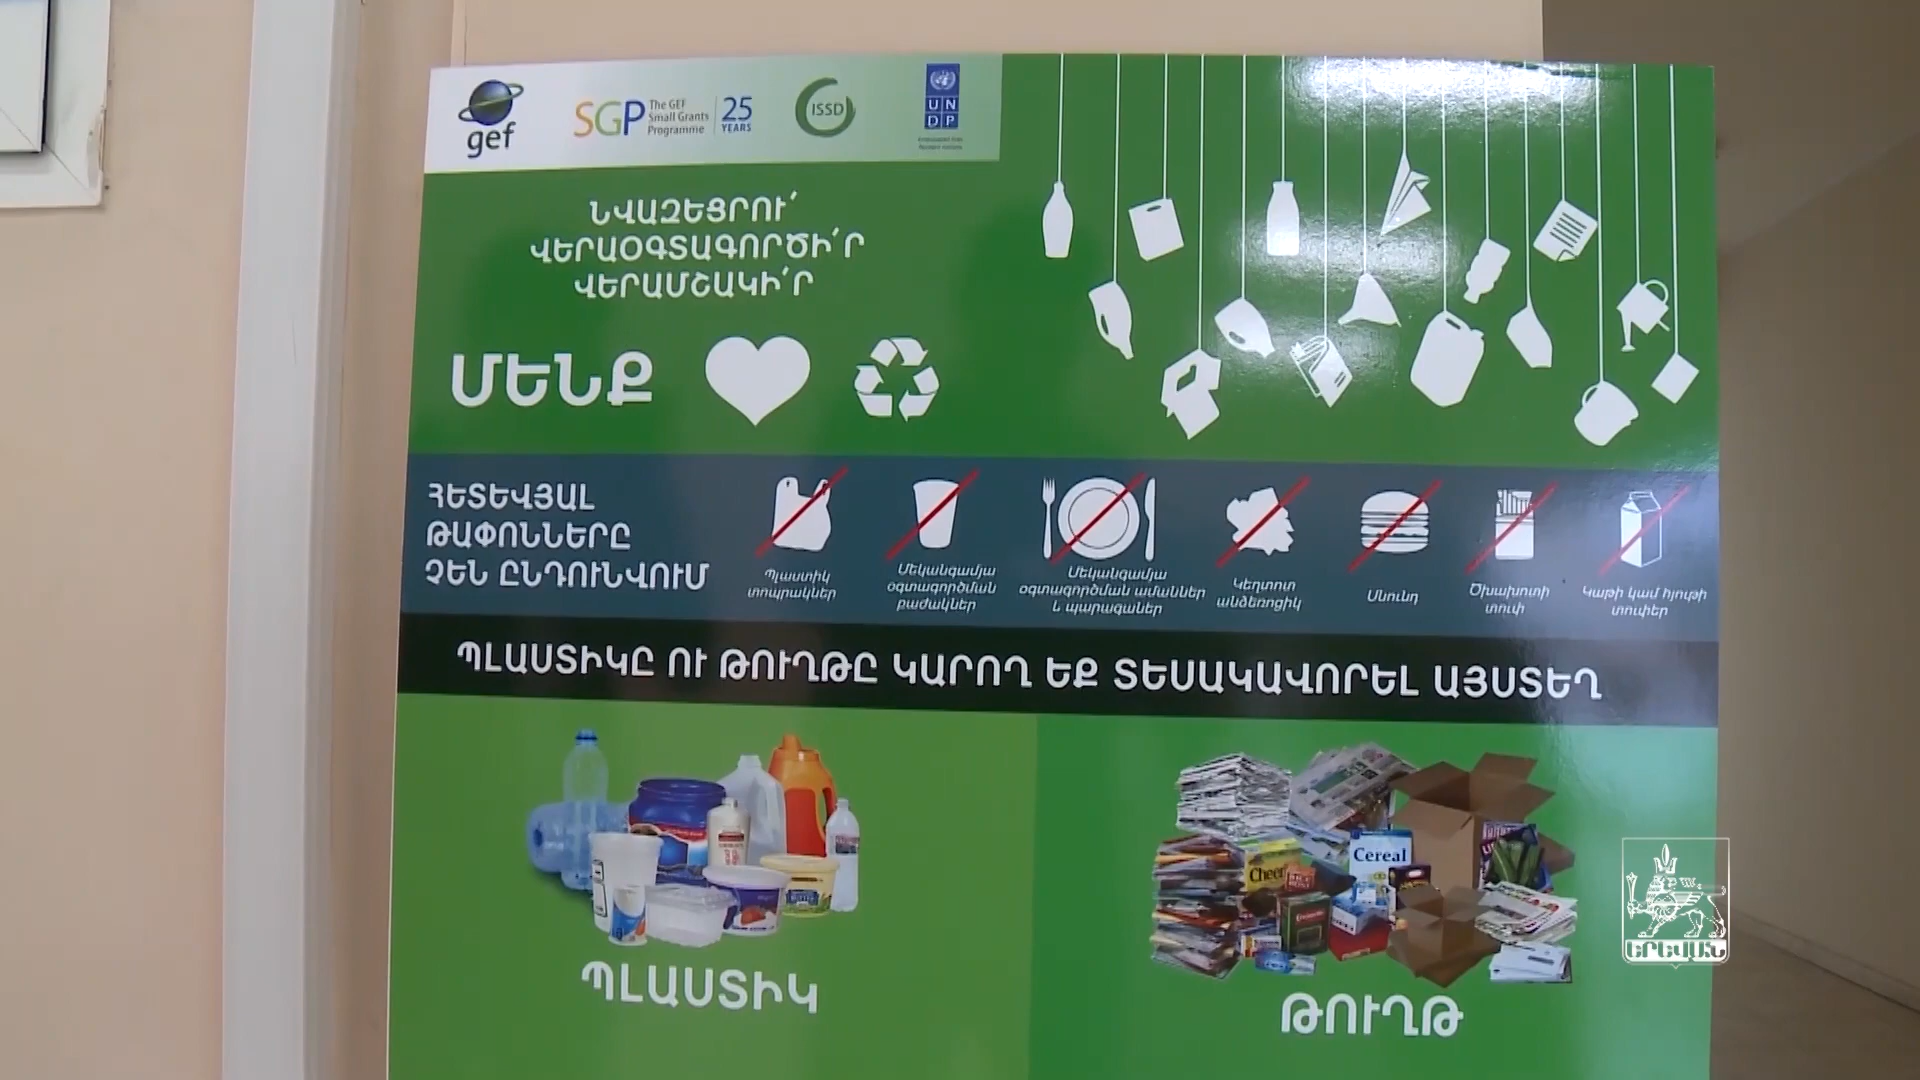 gef
SGP
The GEF
Small Grants
Programme
25
YEARS
ISSD
UN
DP
ՆՎԱԶԵՑՐՈՒ՛
ՎԵՐԱՕԳՏԱԳՈՐԾԻ՛Ր
ՎԵՐԱՄՇԱԿԻ՛Ր
ՄԵՆՔ
ՀԵՏԵՎՅԱԼ
ԹԱՓՈՆՆԵՐԸ
ՉԵՆ ԸՆԴՈՒՆՎՈՒՄ
Պլաստիկ
տոպրակներ
Մեկանգամյա
օգտագործման
բաժակներ
Մեկանգամյա
օգտագործման ամաններ
և պարագաներ
Կեղտոտ
անձեռոցիկ
Սնունդ
Ծխախոտի
տուփ
Կաթի կամ հյութի
տուփեր
ՊԼԱՍՏԻԿԸ ՈՒ ԹՈՒՂԹԸ ԿԱՐՈՂ ԵՔ ՏԵՍԱԿԱՎՈՐԵԼ ԱՅՍՏԵՂ
Cereal
ՊԼԱՍՏԻԿ
ԹՈՒՂԹ
ԵՐԵՎԱՆ